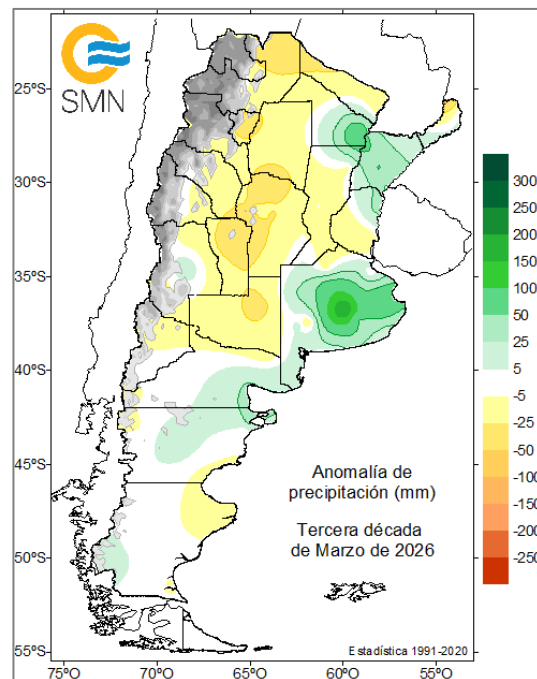 SMN
25°S
30°S
35°S
40°S
45°S
50°S
55°S
75°O
70°O
65°O
60°O
55°O
300
250
200
150
100
50
25
5
-5
-25
-50
-100
-150
-200
-250
Anomalía de
precipitación (mm)
Tercera década
de Marzo de 2026
Estadística 1991-2020